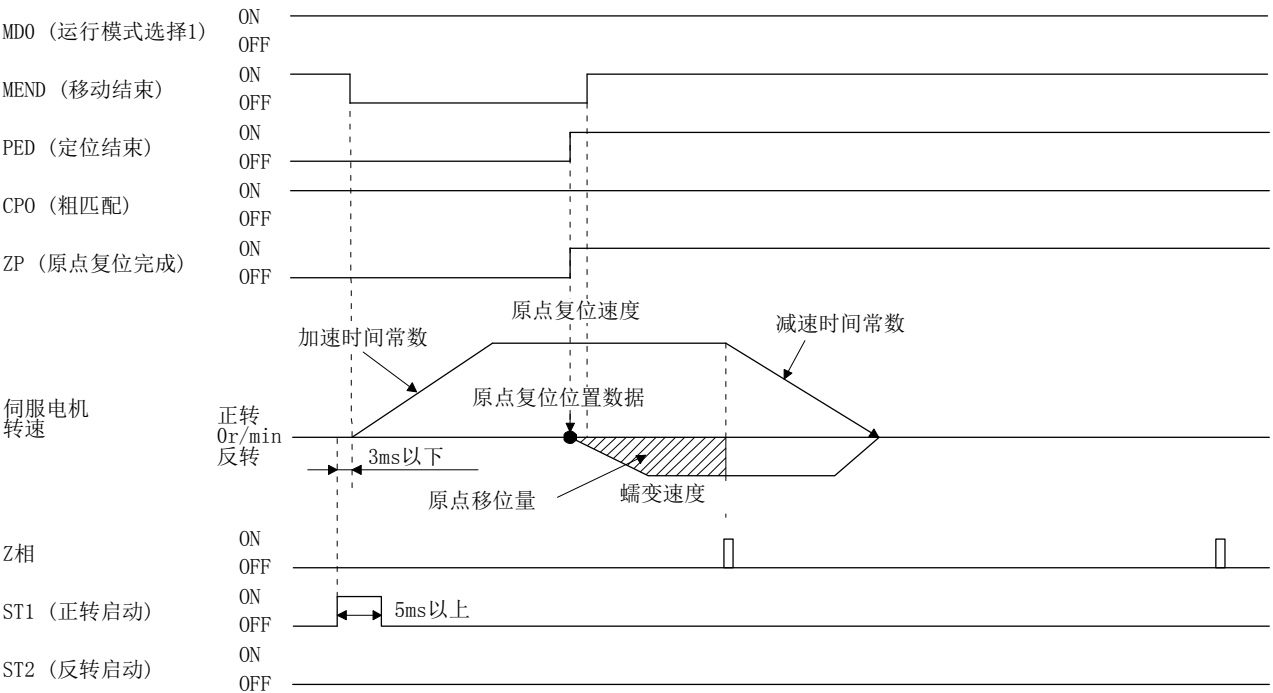 MD0 (运行模式选择1)
ON
OFF
MEND (移动结束)
ON
OFF
PED (定位结束)
ON
OFF
CPO (粗匹配)
ON
OFF
ZP (原点复位完成)
ON
OFF
原点复位速度
加速时间常数
减速时间常数
原点复位位置数据
伺服电机
转速
正转
0r/min
反转
3ms以下
原点移位量
蠕变速度
Z相
ON
OFF
ST1 (正转启动)
ON
OFF
5ms以上
ST2 (反转启动)
ON
OFF